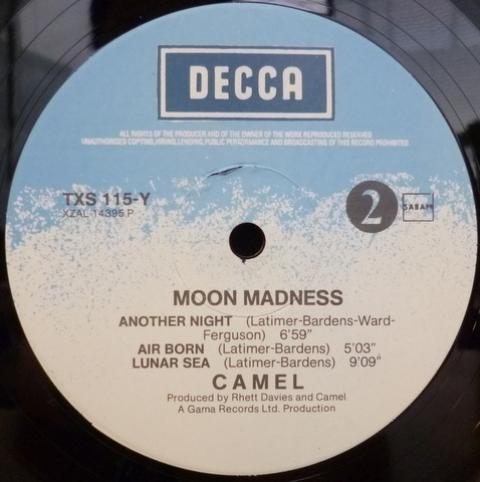 DECCA
ALL RIGHTS OF THE PRODUCER AND OF THE OWNER OF THE WORK REPRODUCED RESERVED
UNAUTHORISED COPYING, HIRING, LENDING, PUBLIC PERFORMANCE AND BROADCASTING OF THIS RECORD PROHIBITED
TXS 115-Y
XZAL 14395 P
2
SABAM
MOON MADNESS
ANOTHER NIGHT (Latimer-Bardens-Ward-
Ferguson) 6'59"
AIR BORN (Latimer-Bardens) 5'03"
LUNAR SEA (Latimer-Bardens) 9'09"
CAMEL
Produced by Rhett Davies and Camel
A Gama Records Ltd. Production